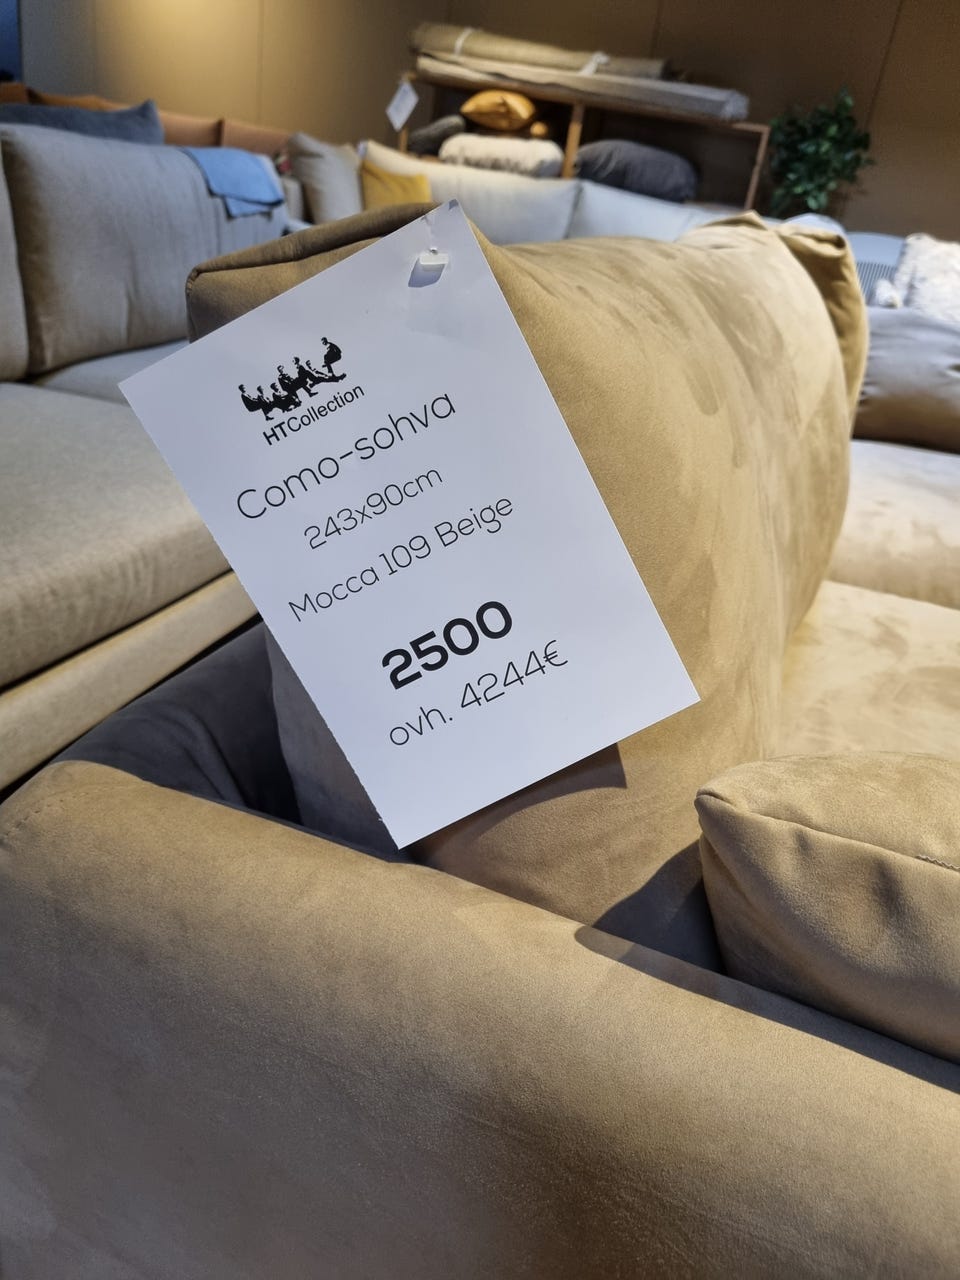 HTCollection
Como-sohva
243x90cm
Mocca 109 Beige
2500
ovh. 4244€